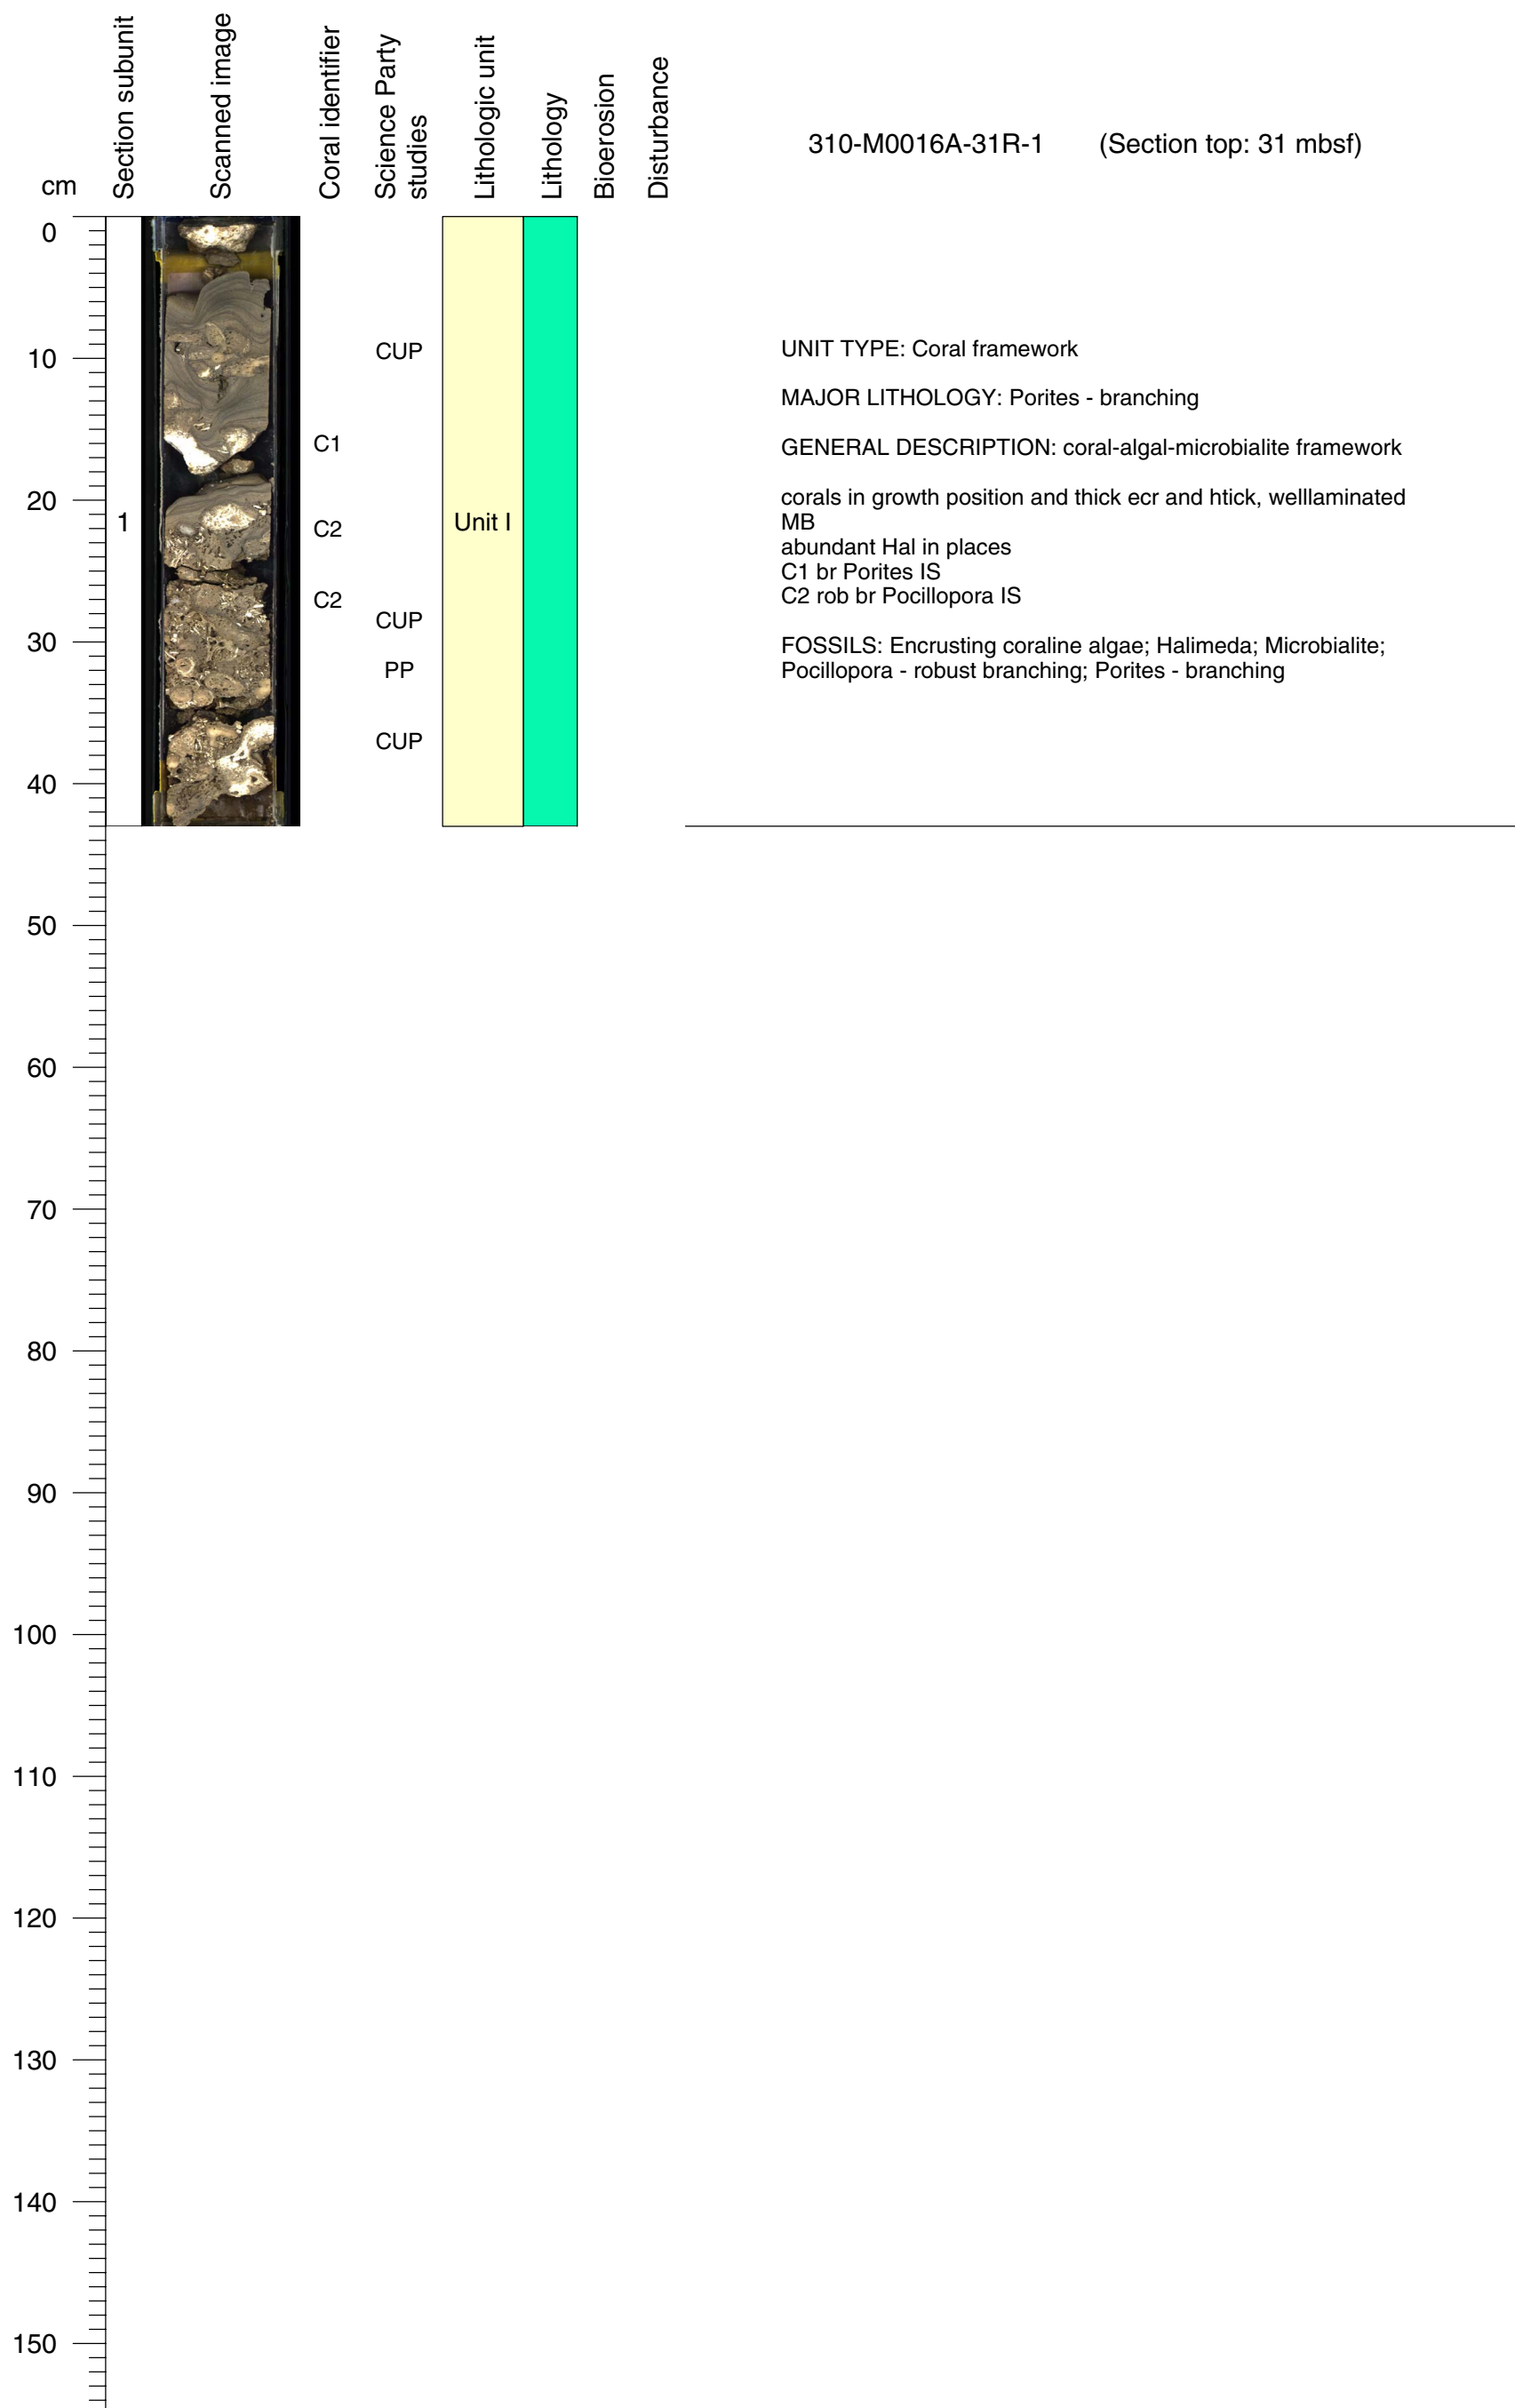 Section subunit
Scanned image
Coral identifier
Science Party
studies
Lithologic unit
Lithology
Bioerosion
Disturbance
310-M0016A-31R-1 (Section top: 31 mbsf)
cm
0
10
20
30
40
50
60
70
80
90
100
110
120
130
140
150
1
C1
C2
C2
CUP
CUP
PP
CUP
Unit I
UNIT TYPE: Coral framework
MAJOR LITHOLOGY: Porites - branching
GENERAL DESCRIPTION: coral-algal-microbialite framework
corals in growth position and thick ecr and htick, welllaminated
MB
abundant Hal in places
C1 br Porites IS
C2 rob br Pocillopora IS
FOSSILS: Encrusting coraline algae; Halimeda; Microbialite;
Pocillopora - robust branching; Porites - branching